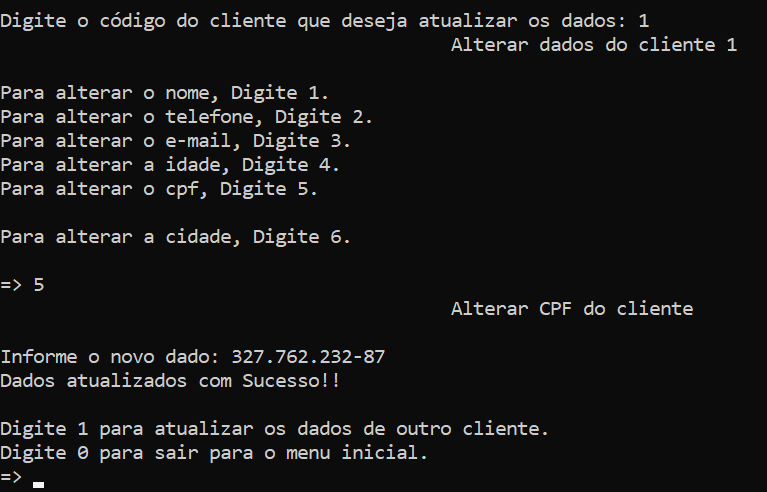 Digite o código do cliente que deseja atualizar os dados: 1
Alterar dados do cliente 1
Para alterar o nome, Digite 1.
Para alterar o telefone, Digite 2.
Para alterar o e-mail, Digite 3.
Para alterar a idade, Digite 4.
Para alterar o cpf, Digite 5.
Para alterar a cidade, Digite 6.
=> 5
Alterar CPF do cliente
Informe o novo dado: 327.762.232-87
Dados atualizados com Sucesso!!
Digite 1 para atualizar os dados de outro cliente.
Digite 0 para sair para o menu inicial.
=>